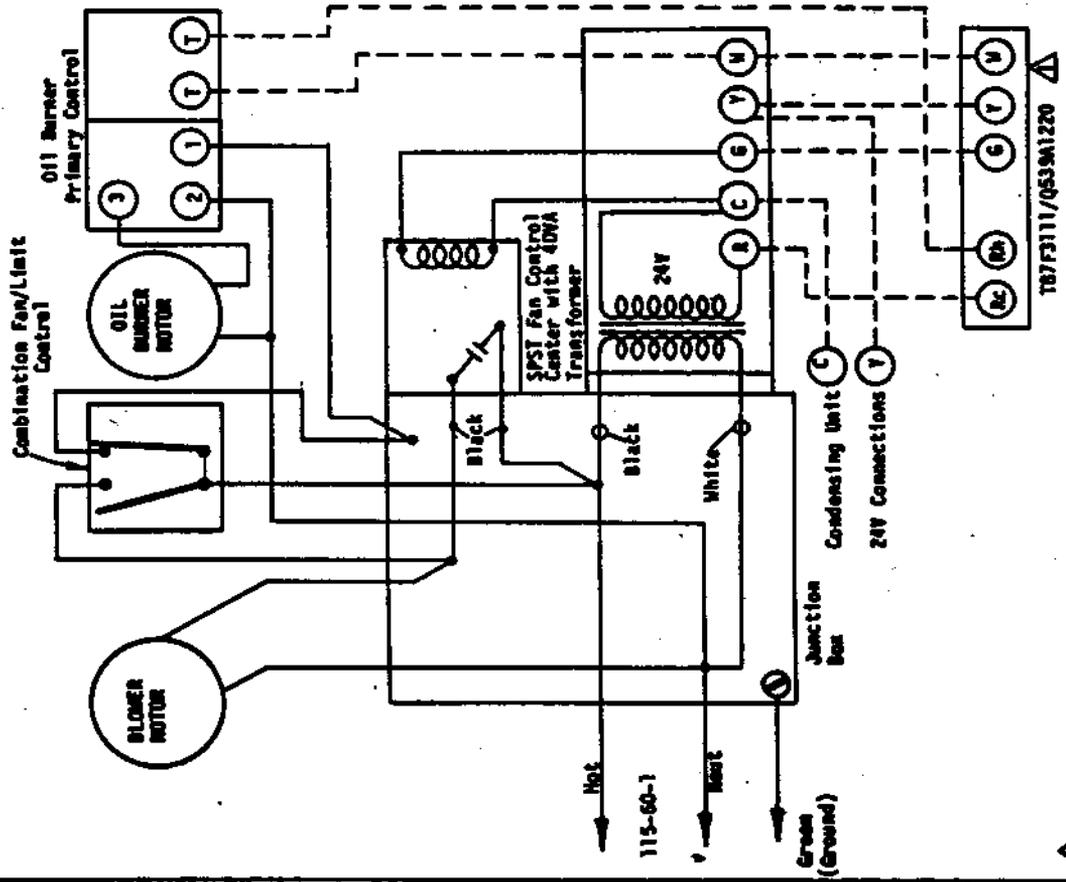 Oil Burner
Primary Control
T
T
1
2
3
Combination Fan/Limit
Control
OIL
BURNER
MOTOR
BLOWER
MOTOR
SPST Fan Control
Center with 40VA
Transformer
24V
W
Y
G
C
R
Black
Black
White
Condensing Unit
C
24V Connections
Y
Junction
Box
Hot
115-60-1
Neut
Green
(Ground)
W
Y
G
Rh
Rc
T87F3111/Q539A1220